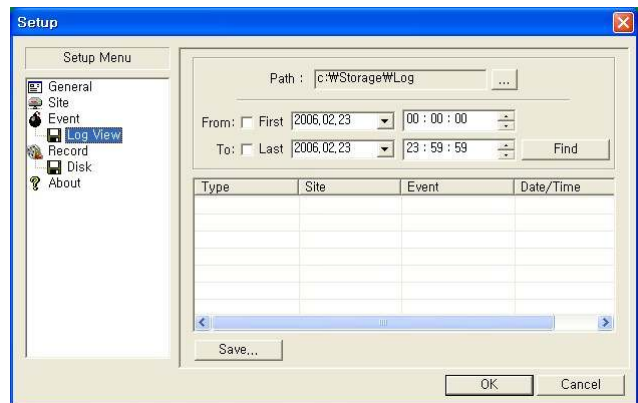 Setup
Setup Menu
General
Site
Event
Log View
Record
Disk
About
Path : c:₩Storage₩Log ...
From: First 2006,02,23 00 : 00 : 00
To: Last 2006,02,23 23 : 59 : 59 Find
Type Site Event Date/Time
Save...
OK Cancel